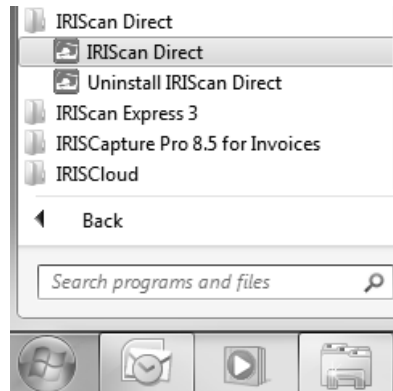 IRIScan Direct
IRIScan Direct
Uninstall IRIScan Direct
IRIScan Express 3
IRISCapture Pro 8.5 for Invoices
IRISCloud
Back
Search programs and files